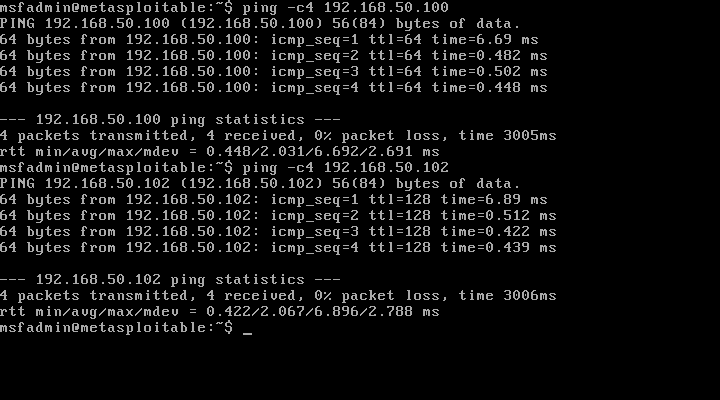 msfadmin@metasploitable:~$ ping -c4 192.168.50.100
PING 192.168.50.100 (192.168.50.100) 56(84) bytes of data.
64 bytes from 192.168.50.100: icmp_seq=1 ttl=64 time=6.69 ms
64 bytes from 192.168.50.100: icmp_seq=2 ttl=64 time=0.482 ms
64 bytes from 192.168.50.100: icmp_seq=3 ttl=64 time=0.502 ms
64 bytes from 192.168.50.100: icmp_seq=4 ttl=64 time=0.448 ms
--- 192.168.50.100 ping statistics ---
4 packets transmitted, 4 received, 0% packet loss, time 3005ms
rtt min/avg/max/mdev = 0.448/2.031/6.692/2.691 ms
msfadmin@metasploitable:~$ ping -c4 192.168.50.102
PING 192.168.50.102 (192.168.50.102) 56(84) bytes of data.
64 bytes from 192.168.50.102: icmp_seq=1 ttl=128 time=6.89 ms
64 bytes from 192.168.50.102: icmp_seq=2 ttl=128 time=0.512 ms
64 bytes from 192.168.50.102: icmp_seq=3 ttl=128 time=0.422 ms
64 bytes from 192.168.50.102: icmp_seq=4 ttl=128 time=0.439 ms
--- 192.168.50.102 ping statistics ---
4 packets transmitted, 4 received, 0% packet loss, time 3006ms
rtt min/avg/max/mdev = 0.422/2.067/6.896/2.788 ms
msfadmin@metasploitable:~$ _